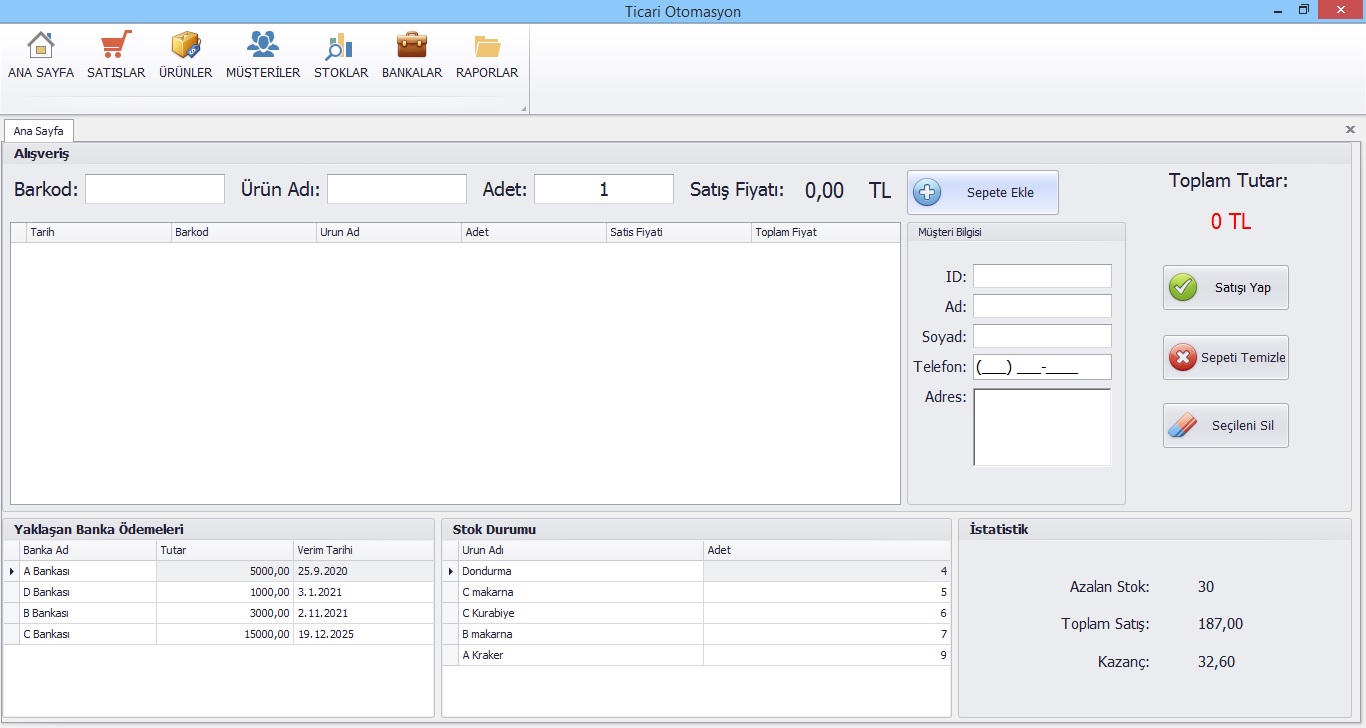 Ticari Otomasyon
ANA SAYFA SATIŞLAR ÜRÜNLER MÜŞTERİLER STOKLAR BANKALAR RAPORLAR
Ana Sayfa
Alışveriş
Barkod: Ürün Adı: Adet: 1 Satış Fiyatı: 0,00 TL Sepete Ekle Toplam Tutar:
0 TL
Tarih Barkod Urun Ad Adet Satis Fiyati Toplam Fiyat
Müşteri Bilgisi
ID:
Ad:
Soyad:
Telefon: (___) ___-____
Adres:
Satışı Yap
Sepeti Temizle
Seçileni Sil
Yaklaşan Banka Ödemeleri
Banka Ad Tutar Verim Tarihi
A Bankası 5000,00 25.9.2020
D Bankası 1000,00 3.1.2021
B Bankası 3000,00 2.11.2021
C Bankası 15000,00 19.12.2025
Stok Durumu
Urun Adı Adet
Dondurma 4
C makarna 5
C Kurabiye 6
B makarna 7
A Kraker 9
İstatistik
Azalan Stok: 30
Toplam Satış: 187,00
Kazanç: 32,60